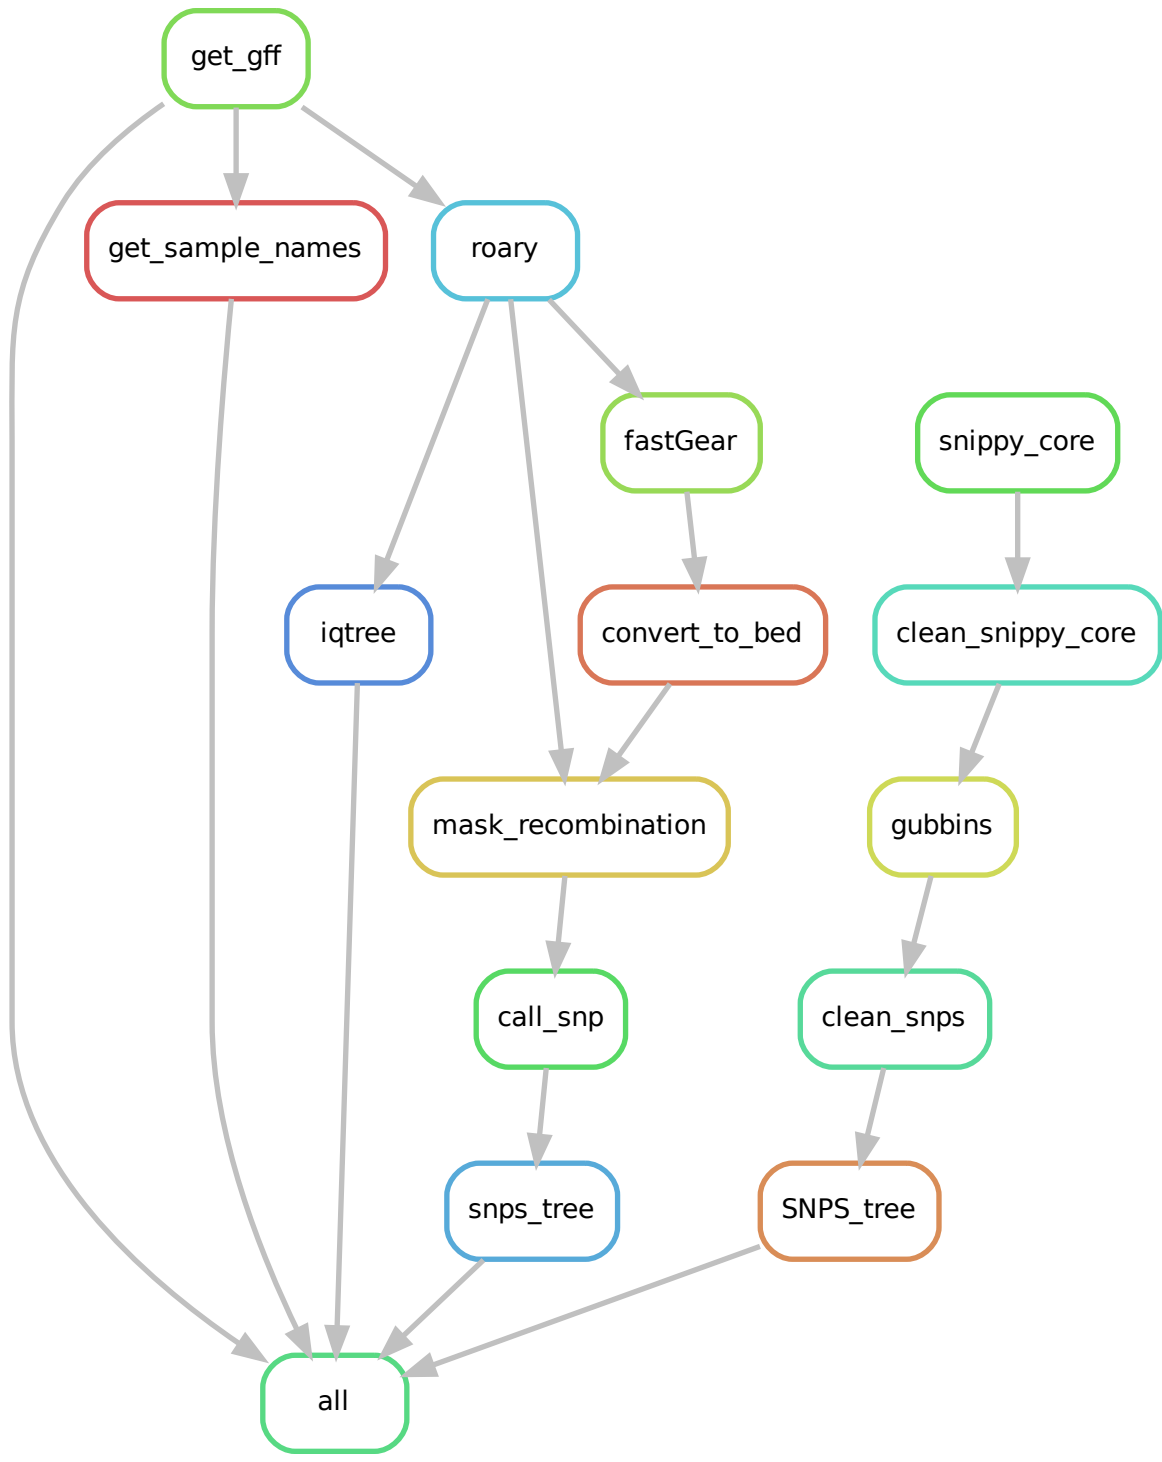 get_gff
get_sample_names
roary
fastGear
snippy_core
iqtree
convert_to_bed
clean_snippy_core
mask_recombination
gubbins
call_snp
clean_snps
snps_tree
SNPS_tree
all